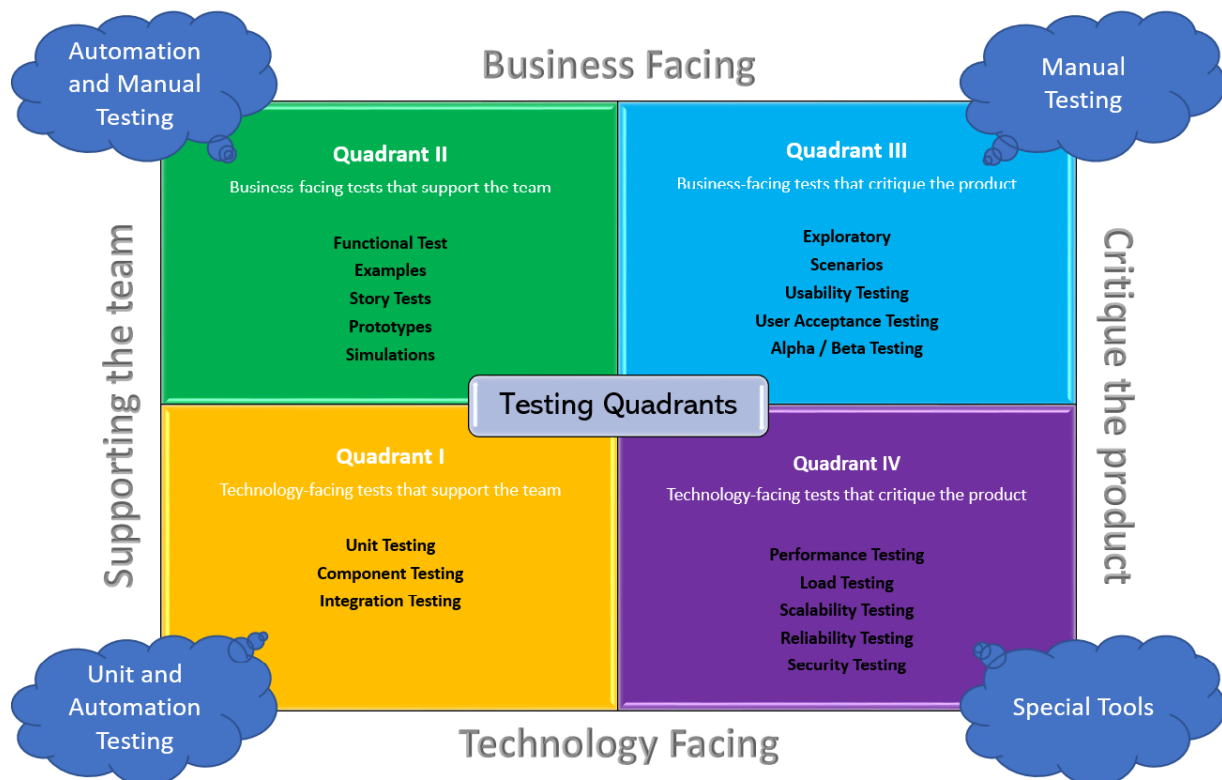 Automation
and Manual
Testing
Business Facing
Manual
Testing
Quadrant II
Business-facing tests that support the team
Functional Test
Examples
Story Tests
Prototypes
Simulations
Quadrant III
Business-facing tests that critique the product
Exploratory
Scenarios
Usability Testing
User Acceptance Testing
Alpha / Beta Testing
Supporting the team
Critique the product
Testing Quadrants
Quadrant I
Technology-facing tests that support the team
Unit Testing
Component Testing
Integration Testing
Quadrant IV
Technology-facing tests that critique the product
Performance Testing
Load Testing
Scalability Testing
Reliability Testing
Security Testing
Unit and
Automation
Testing
Technology Facing
Special Tools